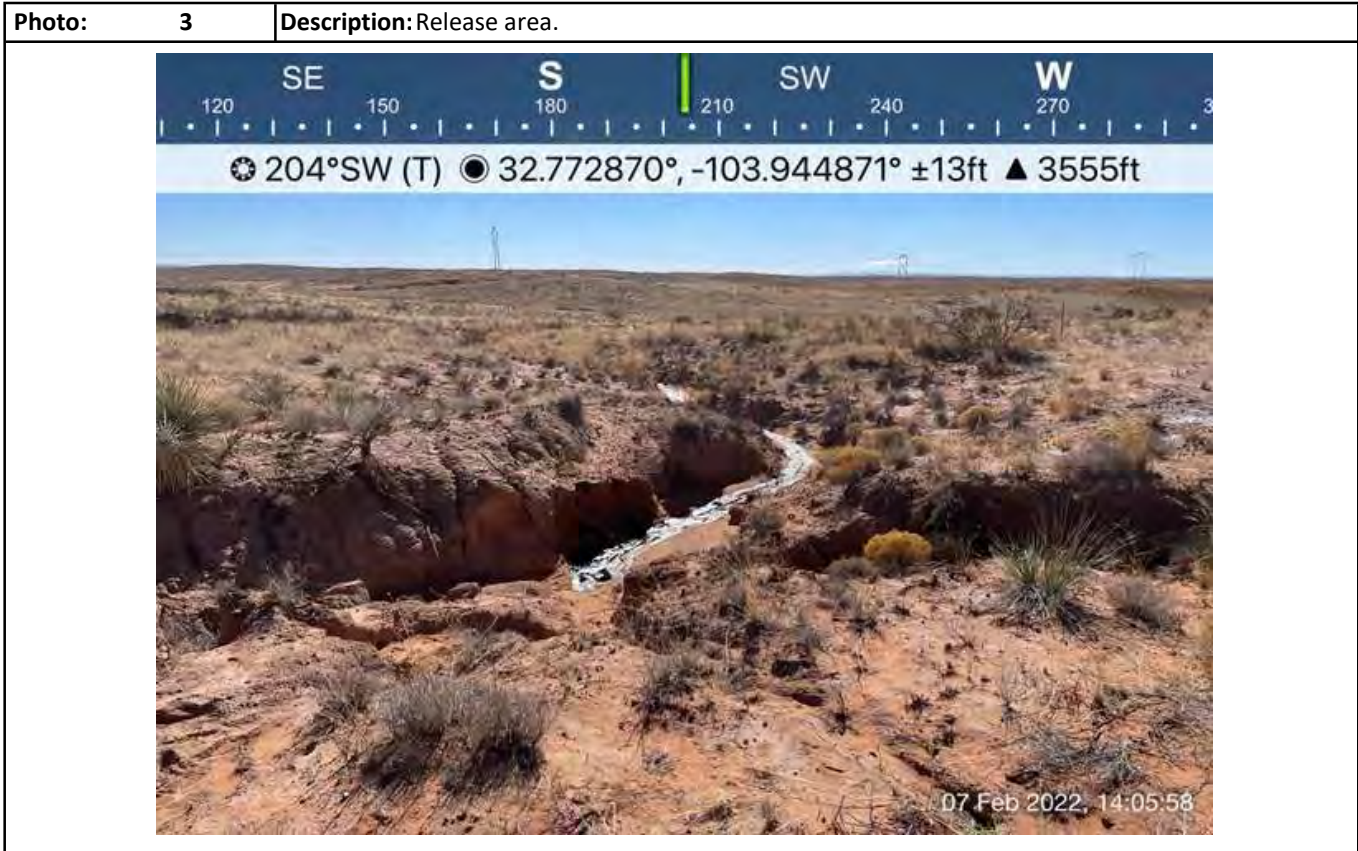 Photo: 3 Description: Release area.
SE S SW W
120 150 180 210 240 270 3
204°SW (T) 32.772870°, -103.944871° ±13ft ▲ 3555ft
07 Feb 2022, 14:05:58